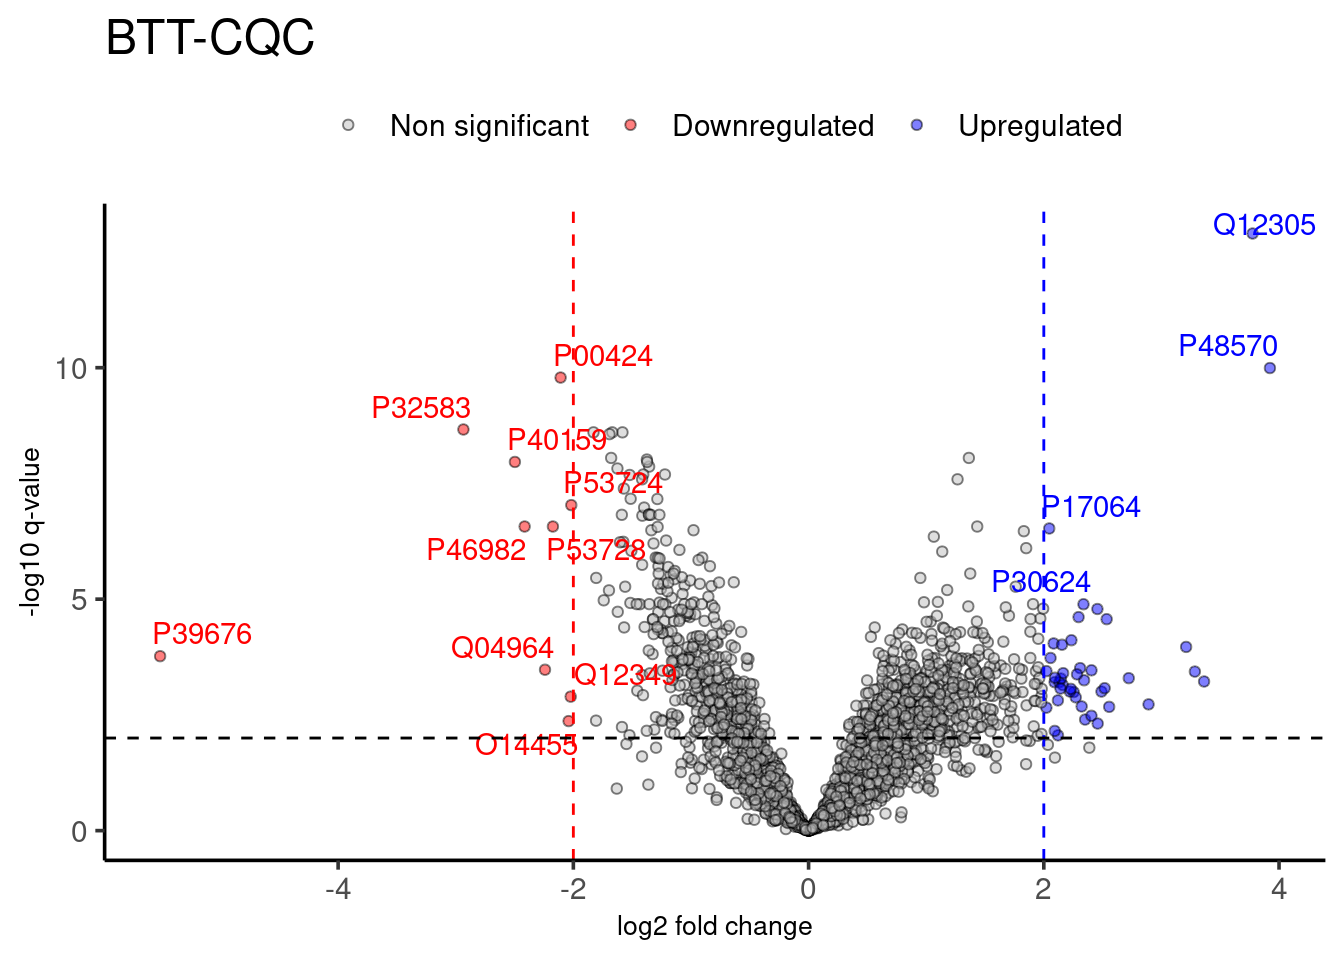 BTT-CQC
Non significant Downregulated Upregulated
Q12305
P48570
P00424
P32583
P40159
P53724
P17064
P46982 P53728
P30624
P39676
Q04964
Q12349
O14455
10
5
0
-log10 q-value
-4 -2 0 2 4
log2 fold change